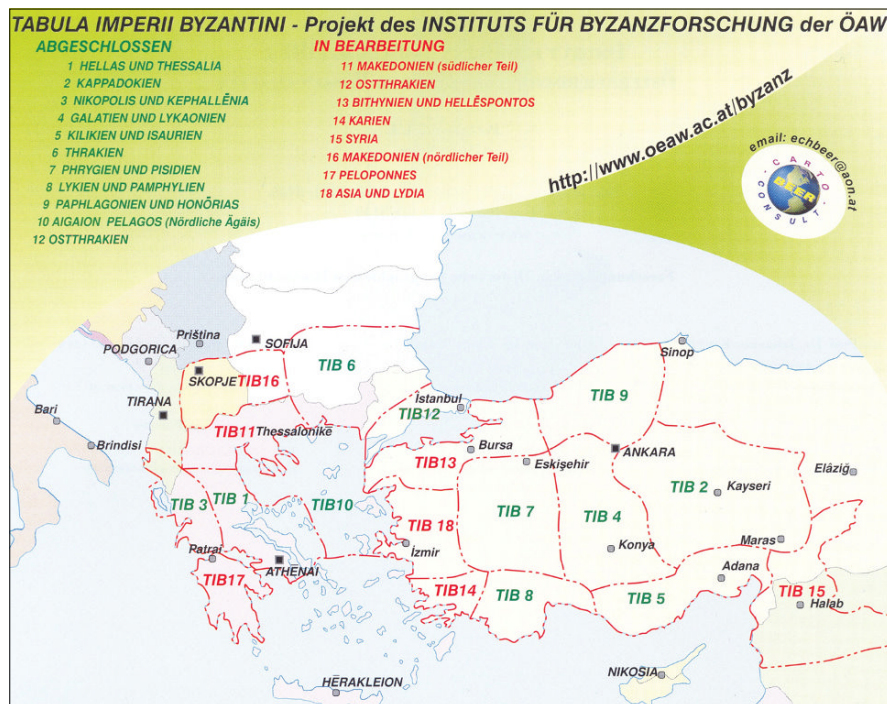 TABULA IMPERII BYZANTINI - Projekt des INSTITUTS FÜR BYZANZFORSCHUNG der ÖAW
ABGESCHLOSSEN
1 HELLAS UND THESSALIA
2 KAPPADOKIEN
3 NIKOPOLIS UND KEPHALLĒNIA
4 GALATIEN UND LYKAONIEN
5 KILIKIEN UND ISAURIEN
6 THRAKIEN
7 PHRYGIEN UND PISIDIEN
8 LYKIEN UND PAMPHYLIEN
9 PAPHLAGONIEN UND HONŌRIAS
10 AIGAION PELAGOS (Nördliche Ägäis)
12 OSTTHRAKIEN
IN BEARBEITUNG
11 MAKEDONIEN (südlicher Teil)
12 OSTTHRAKIEN
13 BITHYNIEN UND HELLĒSPONTOS
14 KARIEN
15 SYRIA
16 MAKEDONIEN (nördlicher Teil)
17 PELOPONNES
18 ASIA UND LYDIA
http://www.oeaw.ac.at/byzanz
email: echbeer@aon.at
CARTO
BEER
CONSULT
Priština
SOFIJA
Sinop
PODGORICA
TIB 6
SKOPJE
TIB16
TIB 9
TIRANA
İstanbul
Bari
TIB12
TIB11
Thessalonike
Brindisi
Bursa
ANKARA
TIB13
Eskişehir
Elâziğ
TIB 2
Kayseri
TIB 3
TIB 1
TIB10
TIB 7
TIB 4
TIB 18
Patrai
İzmir
Konya
Maras
ATHENAI
Adana
TIB17
TIB14
TIB 8
TIB 5
TIB 15
Halab
NIKOSIA
HĒRAKLEION